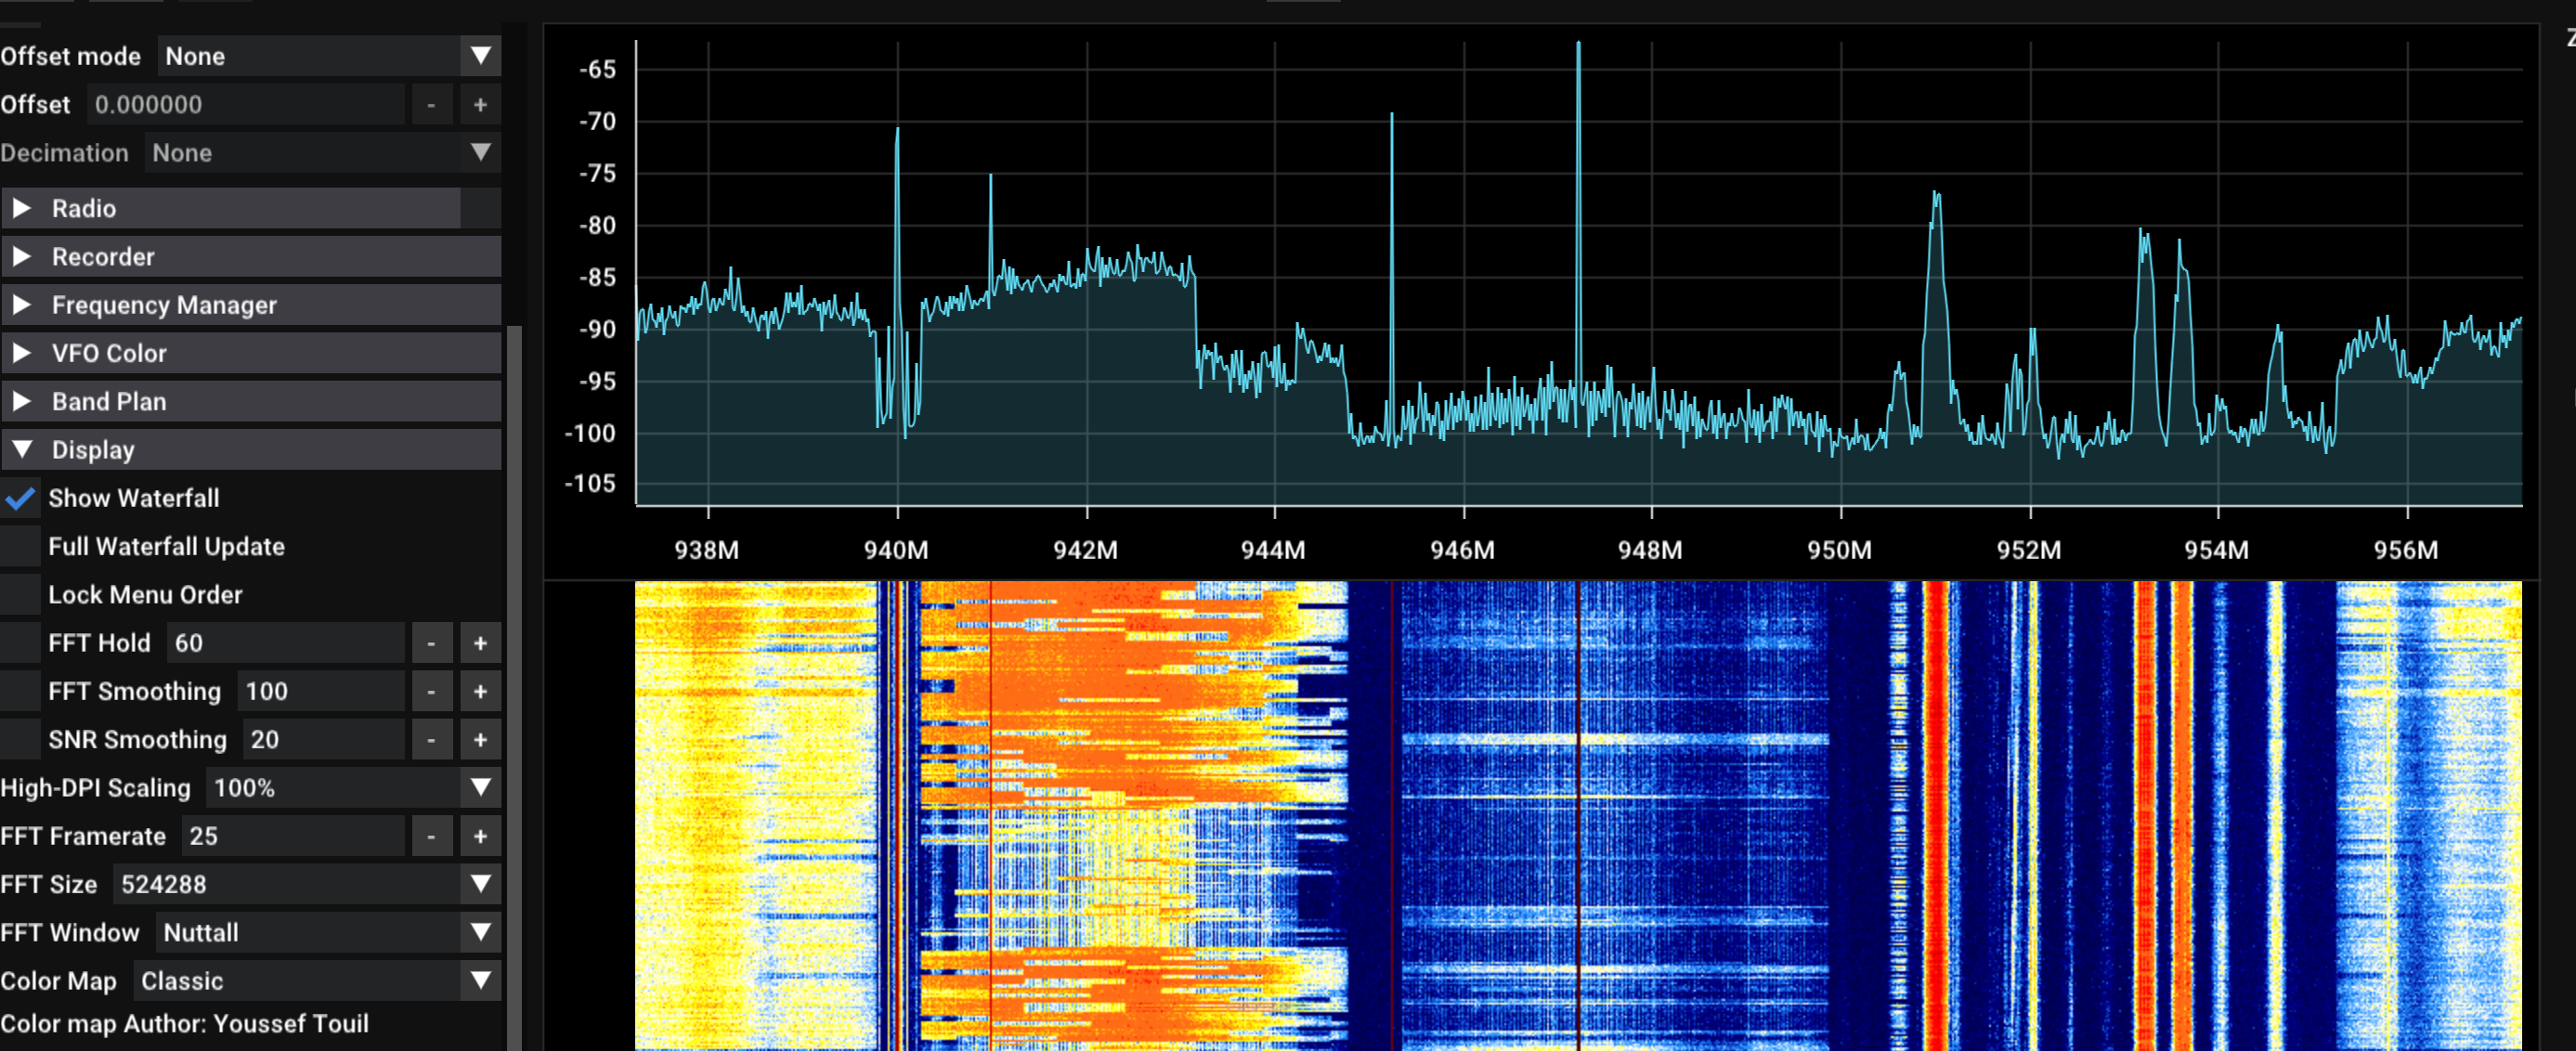 Offset mode None
Offset 0.000000 - +
Decimation None
Radio
Recorder
Frequency Manager
VFO Color
Band Plan
Display
Show Waterfall
Full Waterfall Update
Lock Menu Order
FFT Hold 60 - +
FFT Smoothing 100 - +
SNR Smoothing 20 - +
High-DPI Scaling 100%
FFT Framerate 25 - +
FFT Size 524288
FFT Window Nuttall
Color Map Classic
Color map Author: Youssef Touil
-65
-70
-75
-80
-85
-90
-95
-100
-105
938M 940M 942M 944M 946M 948M 950M 952M 954M 956M